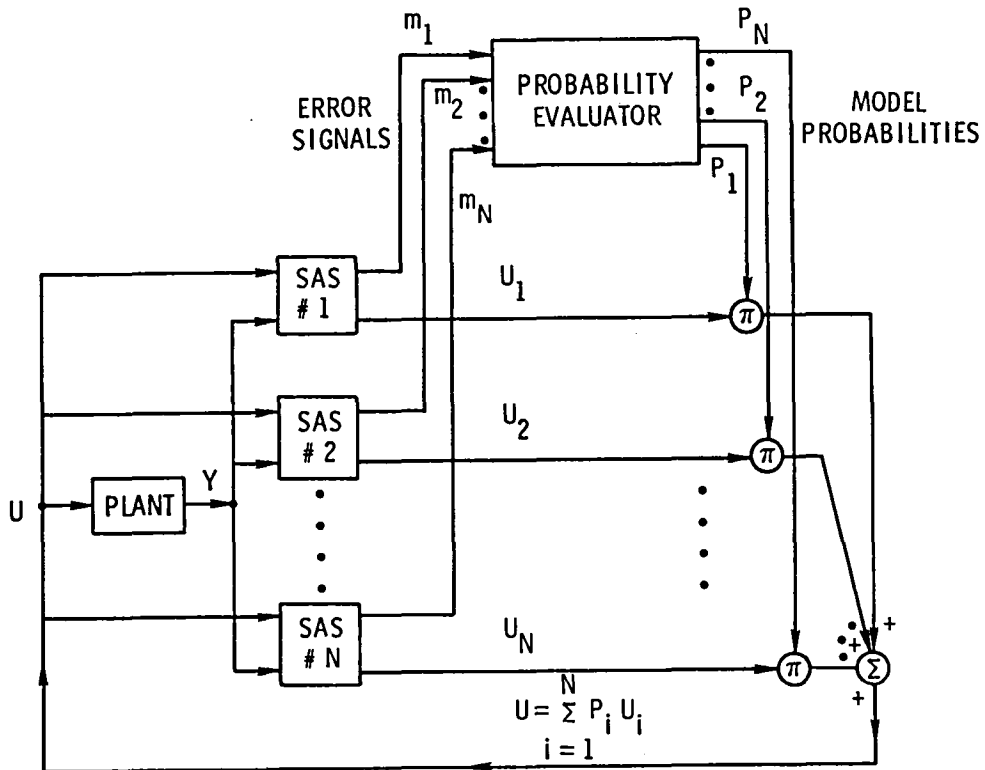 m1
PN
m2
PROBABILITY
EVALUATOR
P2
ERROR
SIGNALS
MODEL
PROBABILITIES
mN
P1
SAS
# 1
U1
π
SAS
# 2
U2
π
U
PLANT
Y
SAS
# N
UN
π
+
+
Σ
+
N
U = Σ Pi Ui
i = 1